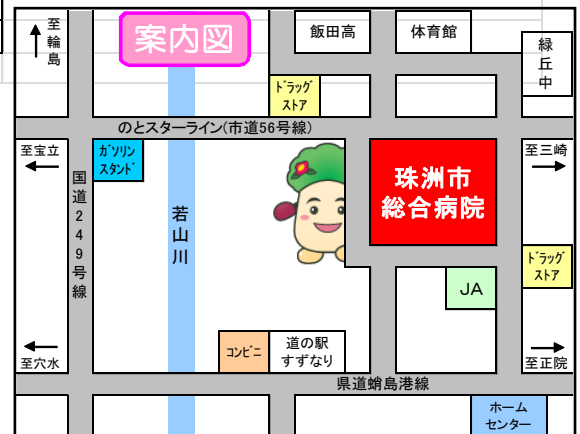 至輪島
案内図
飯田高
体育館
緑丘中
ﾄﾞﾗｯｸﾞ
ｽﾄｱ
のとスターライン(市道56号線)
至宝立
ｶﾞｿﾘﾝ
ｽﾀﾝﾄﾞ
国道249号線
若山川
珠洲市
総合病院
至三崎
ﾄﾞﾗｯｸﾞ
ｽﾄｱ
JA
至穴水
ｺﾝﾋﾞﾆ
道の駅
すずなり
至正院
県道蛸島港線
ホーム
センター